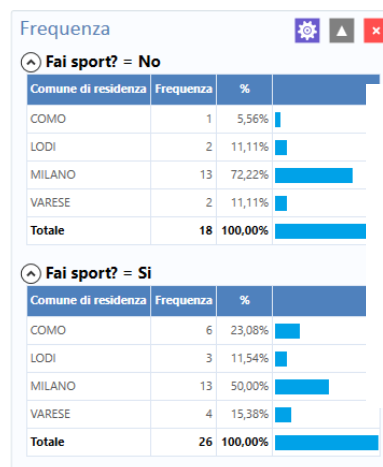 Frequenza
Fai sport? = No
Comune di residenza Frequenza %
COMO 1 5,56%
LODI 2 11,11%
MILANO 13 72,22%
VARESE 2 11,11%
Totale 18 100,00%
Fai sport? = Si
Comune di residenza Frequenza %
COMO 6 23,08%
LODI 3 11,54%
MILANO 13 50,00%
VARESE 4 15,38%
Totale 26 100,00%